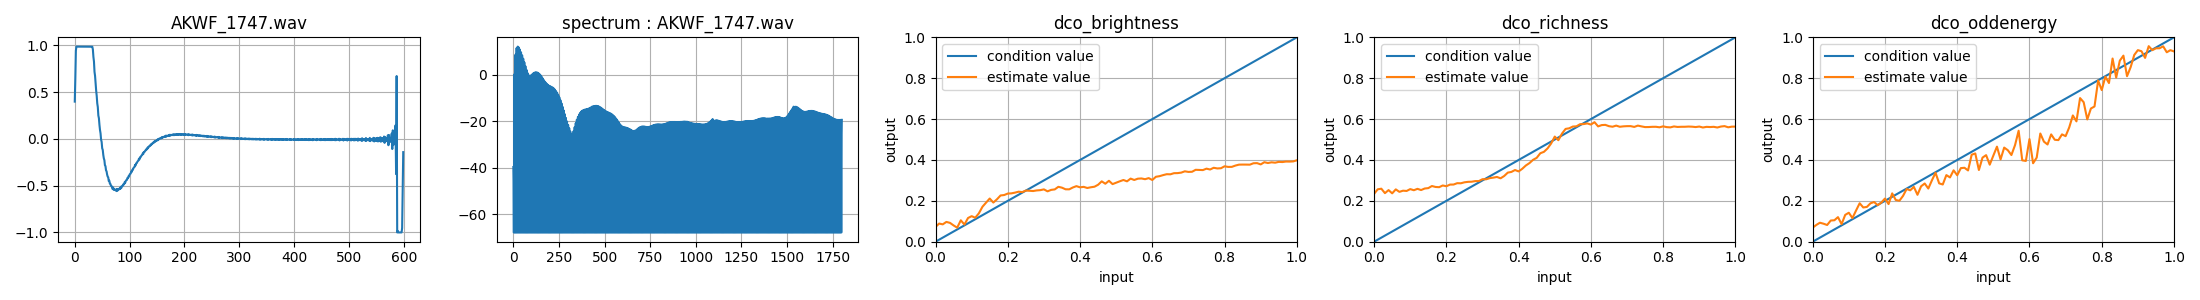 AKWF_1747.wav
1.0
0.5
0.0
−0.5
−1.0
0 100 200 300 400 500 600
spectrum : AKWF_1747.wav
0
−20
−40
−60
0 250 500 750 1000 1250 1500 1750
dco_brightness
condition value
estimate value
output
1.0
0.8
0.6
0.4
0.2
0.0
0.0 0.2 0.4 0.6 0.8 1.0
input
dco_richness
condition value
estimate value
output
1.0
0.8
0.6
0.4
0.2
0.0
0.0 0.2 0.4 0.6 0.8 1.0
input
dco_oddenergy
condition value
estimate value
output
1.0
0.8
0.6
0.4
0.2
0.0
0.0 0.2 0.4 0.6 0.8 1.0
input